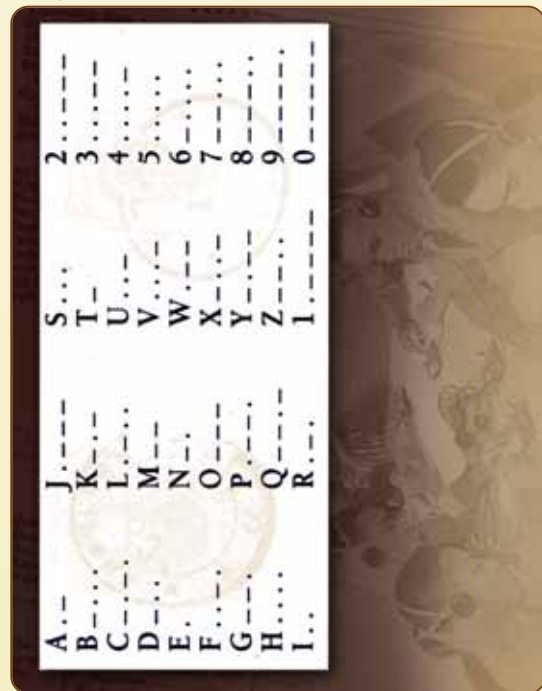 A.– J.––– S... 2..–––
B–... K–.– T– 3...––
C–.–. L.–.. U..– 4....–
D–.. M–– V...– 5.....
E. N–. W.–– 6–....
F..–. O––– X–..– 7––...
G––. P.––. Y–.–– 8–––..
H.... Q––.– Z––.. 9––––.
I.. R.–. 1.–––– 0–––––